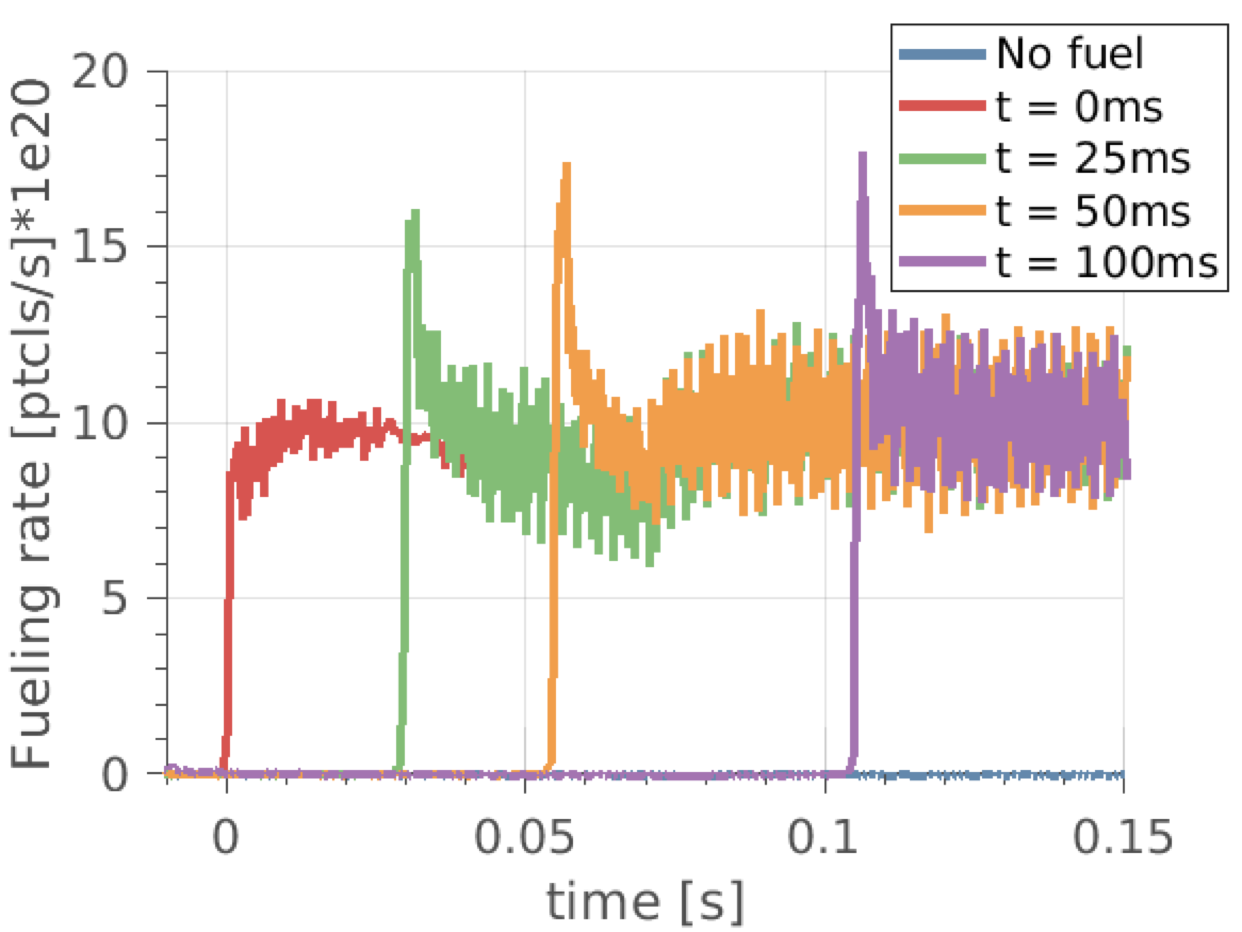 No fuel
t = 0ms
t = 25ms
t = 50ms
t = 100ms
Fueling rate [ptcls/s]*1e20
20
15
10
5
0
0
0.05
0.1
0.15
time [s]